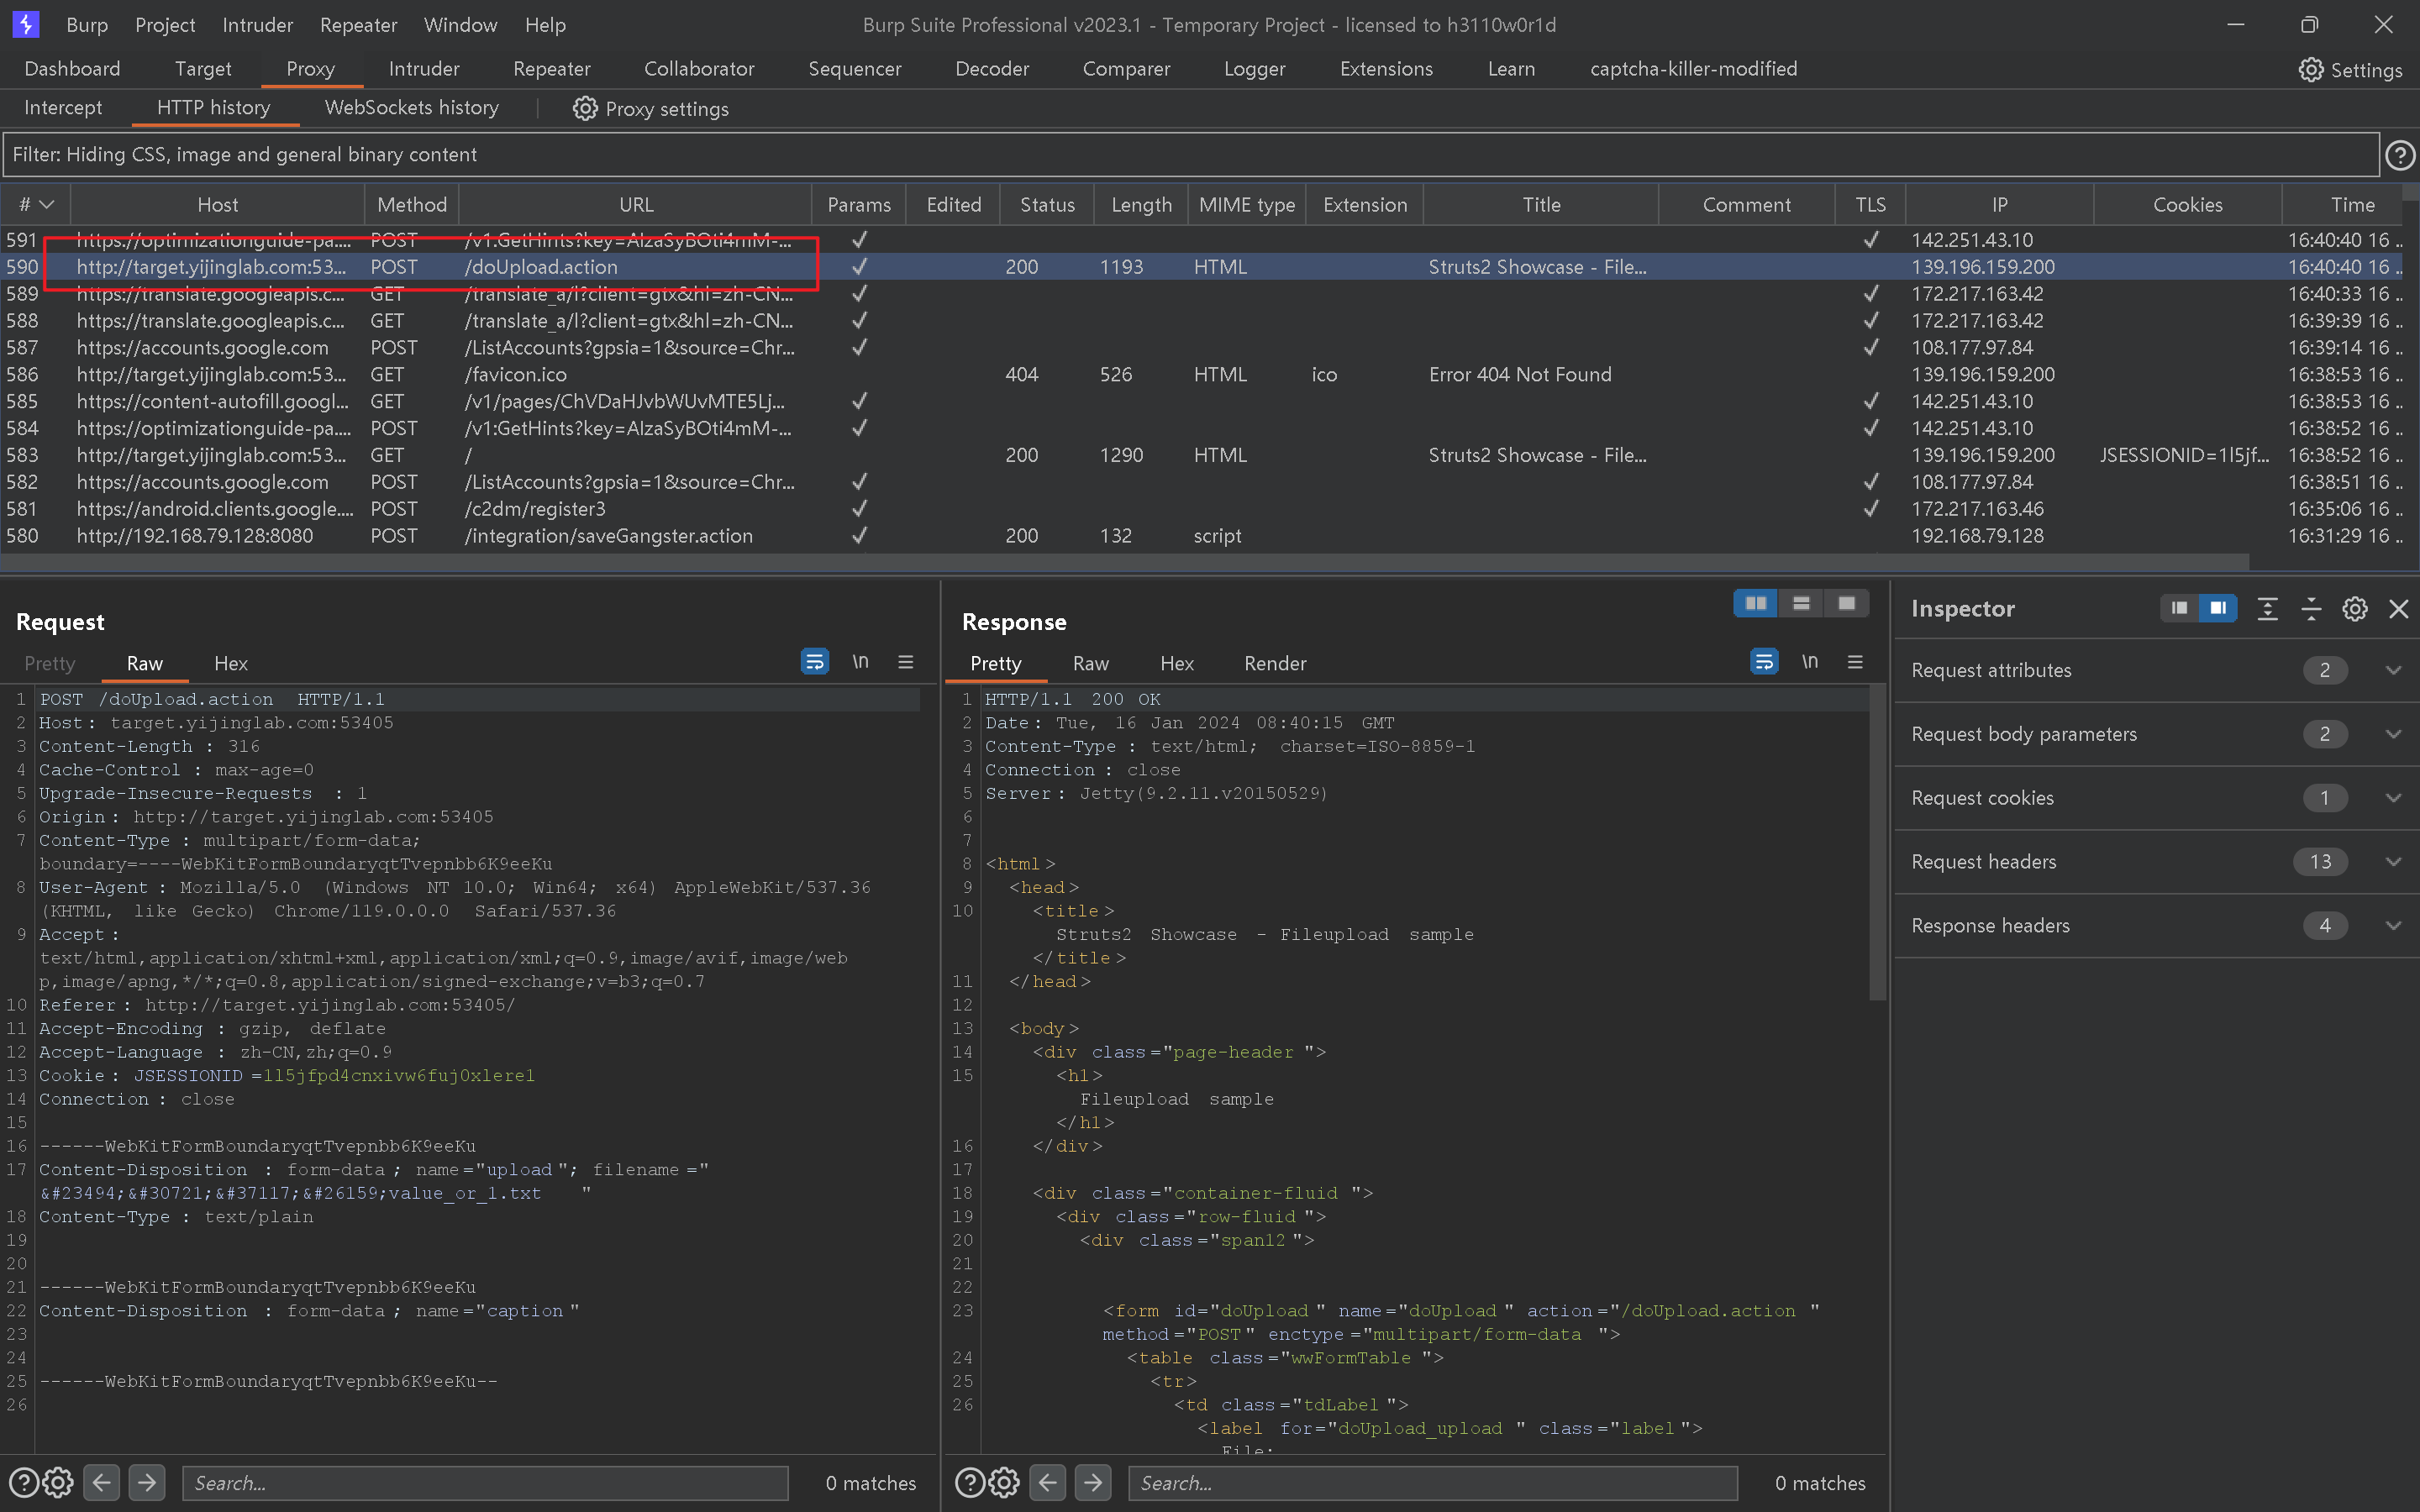 Burp Project Intruder Repeater Window Help Burp Suite Professional v2023.1 - Temporary Project - licensed to h3110w0r1d
Dashboard Target Proxy Intruder Repeater Collaborator Sequencer Decoder Comparer Logger Extensions Learn captcha-killer-modified Settings
Intercept HTTP history WebSockets history Proxy settings
Filter: Hiding CSS, image and general binary content
# Host Method URL Params Edited Status Length MIME type Extension Title Comment TLS IP Cookies Time
591 https://optimizationguide-pa.... POST /v1:GetHints?key=AIzaSyBOti4mM-... ✓ ✓ 142.251.43.10 16:40:40 16 ..
590 http://target.yijinglab.com:53... POST /doUpload.action ✓ 200 1193 HTML Struts2 Showcase - File... 139.196.159.200 16:40:40 16 ..
589 https://translate.googleapis.c... GET /translate_a/l?client=gtx&hl=zh-CN... ✓ ✓ 172.217.163.42 16:40:33 16 ..
588 https://translate.googleapis.c... GET /translate_a/l?client=gtx&hl=zh-CN... ✓ ✓ 172.217.163.42 16:39:39 16 ..
587 https://accounts.google.com POST /ListAccounts?gpsia=1&source=Chr... ✓ ✓ 108.177.97.84 16:39:14 16 ..
586 http://target.yijinglab.com:53... GET /favicon.ico 404 526 HTML ico Error 404 Not Found 139.196.159.200 16:38:53 16 ..
585 https://content-autofill.googl... GET /v1/pages/ChVDaHJvbWUvMTE5Lj... ✓ ✓ 142.251.43.10 16:38:53 16 ..
584 https://optimizationguide-pa.... POST /v1:GetHints?key=AIzaSyBOti4mM-... ✓ ✓ 142.251.43.10 16:38:52 16 ..
583 http://target.yijinglab.com:53... GET / 200 1290 HTML Struts2 Showcase - File... 139.196.159.200 JSESSIONID=1l5jf... 16:38:52 16 ..
582 https://accounts.google.com POST /ListAccounts?gpsia=1&source=Chr... ✓ ✓ 108.177.97.84 16:38:51 16 ..
581 https://android.clients.google.... POST /c2dm/register3 ✓ ✓ 172.217.163.46 16:35:06 16 ..
580 http://192.168.79.128:8080 POST /integration/saveGangster.action ✓ 200 132 script 192.168.79.128 16:31:29 16 ..
Request
Pretty Raw Hex \n
1 POST /doUpload.action HTTP/1.1
2 Host: target.yijinglab.com:53405
3 Content-Length: 316
4 Cache-Control: max-age=0
5 Upgrade-Insecure-Requests: 1
6 Origin: http://target.yijinglab.com:53405
7 Content-Type: multipart/form-data;
boundary=----WebKitFormBoundaryqtTvepnbb6K9eeKu
8 User-Agent: Mozilla/5.0 (Windows NT 10.0; Win64; x64) AppleWebKit/537.36
(KHTML, like Gecko) Chrome/119.0.0.0 Safari/537.36
9 Accept:
text/html,application/xhtml+xml,application/xml;q=0.9,image/avif,image/web
p,image/apng,*/*;q=0.8,application/signed-exchange;v=b3;q=0.7
10 Referer: http://target.yijinglab.com:53405/
11 Accept-Encoding: gzip, deflate
12 Accept-Language: zh-CN,zh;q=0.9
13 Cookie: JSESSIONID=1l5jfpd4cnxivw6fuj0xlere1
14 Connection: close
15
16 ------WebKitFormBoundaryqtTvepnbb6K9eeKu
17 Content-Disposition: form-data; name="upload"; filename="
&#23494;&#30721;&#37117;&#26159;value_or_1.txt"
18 Content-Type: text/plain
19
20
21 ------WebKitFormBoundaryqtTvepnbb6K9eeKu
22 Content-Disposition: form-data; name="caption"
23
24
25 ------WebKitFormBoundaryqtTvepnbb6K9eeKu--
26
Search... 0 matches
Response
Pretty Raw Hex Render \n
1 HTTP/1.1 200 OK
2 Date: Tue, 16 Jan 2024 08:40:15 GMT
3 Content-Type: text/html; charset=ISO-8859-1
4 Connection: close
5 Server: Jetty(9.2.11.v20150529)
6
7
8 <html>
9 <head>
10 <title>
Struts2 Showcase - Fileupload sample
</title>
11 </head>
12
13 <body>
14 <div class="page-header">
15 <h1>
Fileupload sample
</h1>
16 </div>
17
18 <div class="container-fluid">
19 <div class="row-fluid">
20 <div class="span12">
21
22
23 <form id="doUpload" name="doUpload" action="/doUpload.action"
method="POST" enctype="multipart/form-data">
24 <table class="wwFormTable">
25 <tr>
26 <td class="tdLabel">
<label for="doUpload_upload" class="label">
File:
Search... 0 matches
Inspector
Request attributes 2
Request body parameters 2
Request cookies 1
Request headers 13
Response headers 4